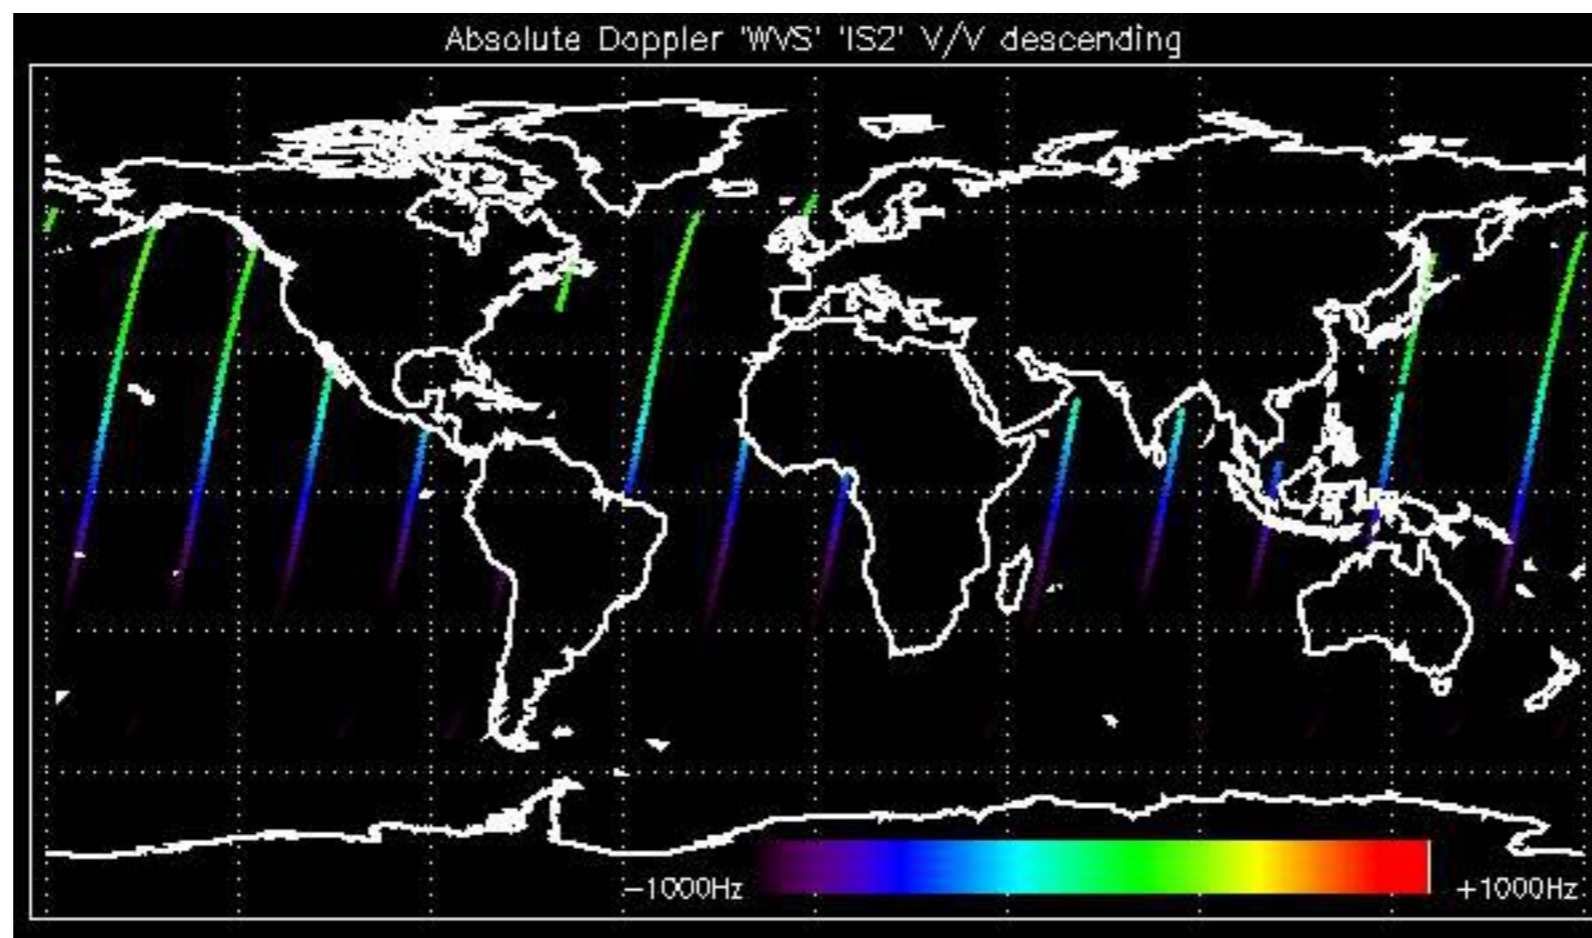 Absolute Doppler 'WVS' 'IS2' V/V descending
-1000Hz
+1000Hz